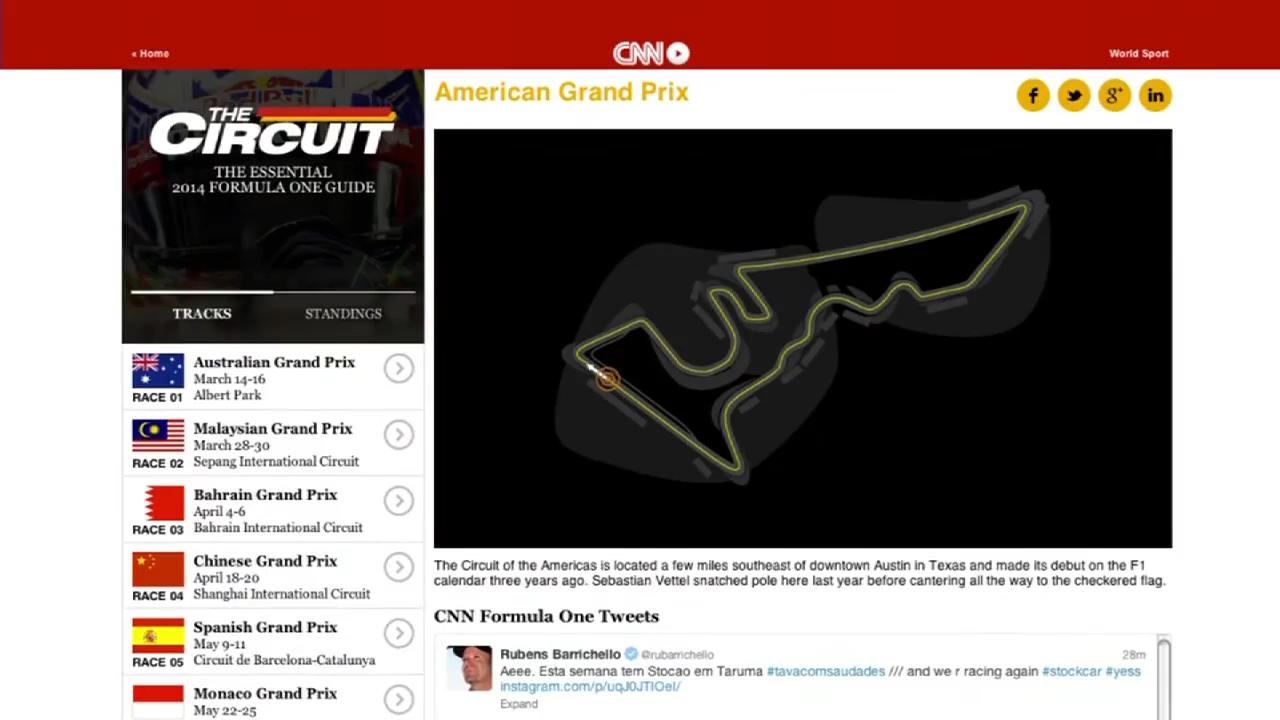 « Home
CNN
World Sport
THE
CIRCUIT
THE ESSENTIAL
2014 FORMULA ONE GUIDE
TRACKS
STANDINGS
Australian Grand Prix
March 14-16
Albert Park
RACE 01
Malaysian Grand Prix
March 28-30
Sepang International Circuit
RACE 02
Bahrain Grand Prix
April 4-6
Bahrain International Circuit
RACE 03
Chinese Grand Prix
April 18-20
Shanghai International Circuit
RACE 04
Spanish Grand Prix
May 9-11
Circuit de Barcelona-Catalunya
RACE 05
Monaco Grand Prix
May 22-25
American Grand Prix
f
g+
in
The Circuit of the Americas is located a few miles southeast of downtown Austin in Texas and made its debut on the F1
calendar three years ago. Sebastian Vettel snatched pole here last year before cantering all the way to the checkered flag.
CNN Formula One Tweets
Rubens Barrichello @rubarrichello 28m
Aeee. Esta semana tem Stocao em Taruma #tavacomsaudades /// and we r racing again #stockcar #yess
Expand